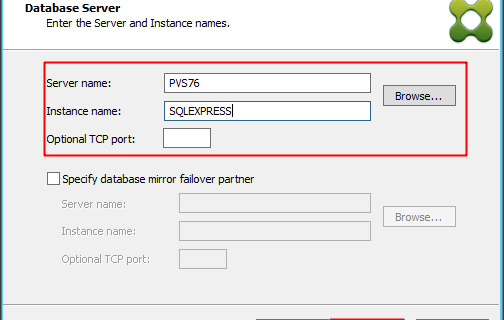 Database Server
Enter the Server and Instance names.
Server name: PVS76 Browse...
Instance name: SQLEXPRESS
Optional TCP port:
Specify database mirror failover partner
Server name: Browse...
Instance name:
Optional TCP port: